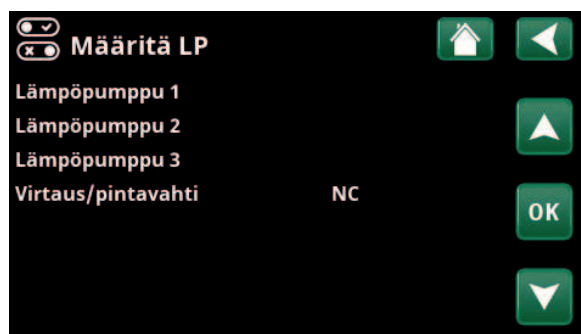 Määritä LP
Lämpöpumppu 1
Lämpöpumppu 2
Lämpöpumppu 3
Virtaus/pintavahti NC
OK